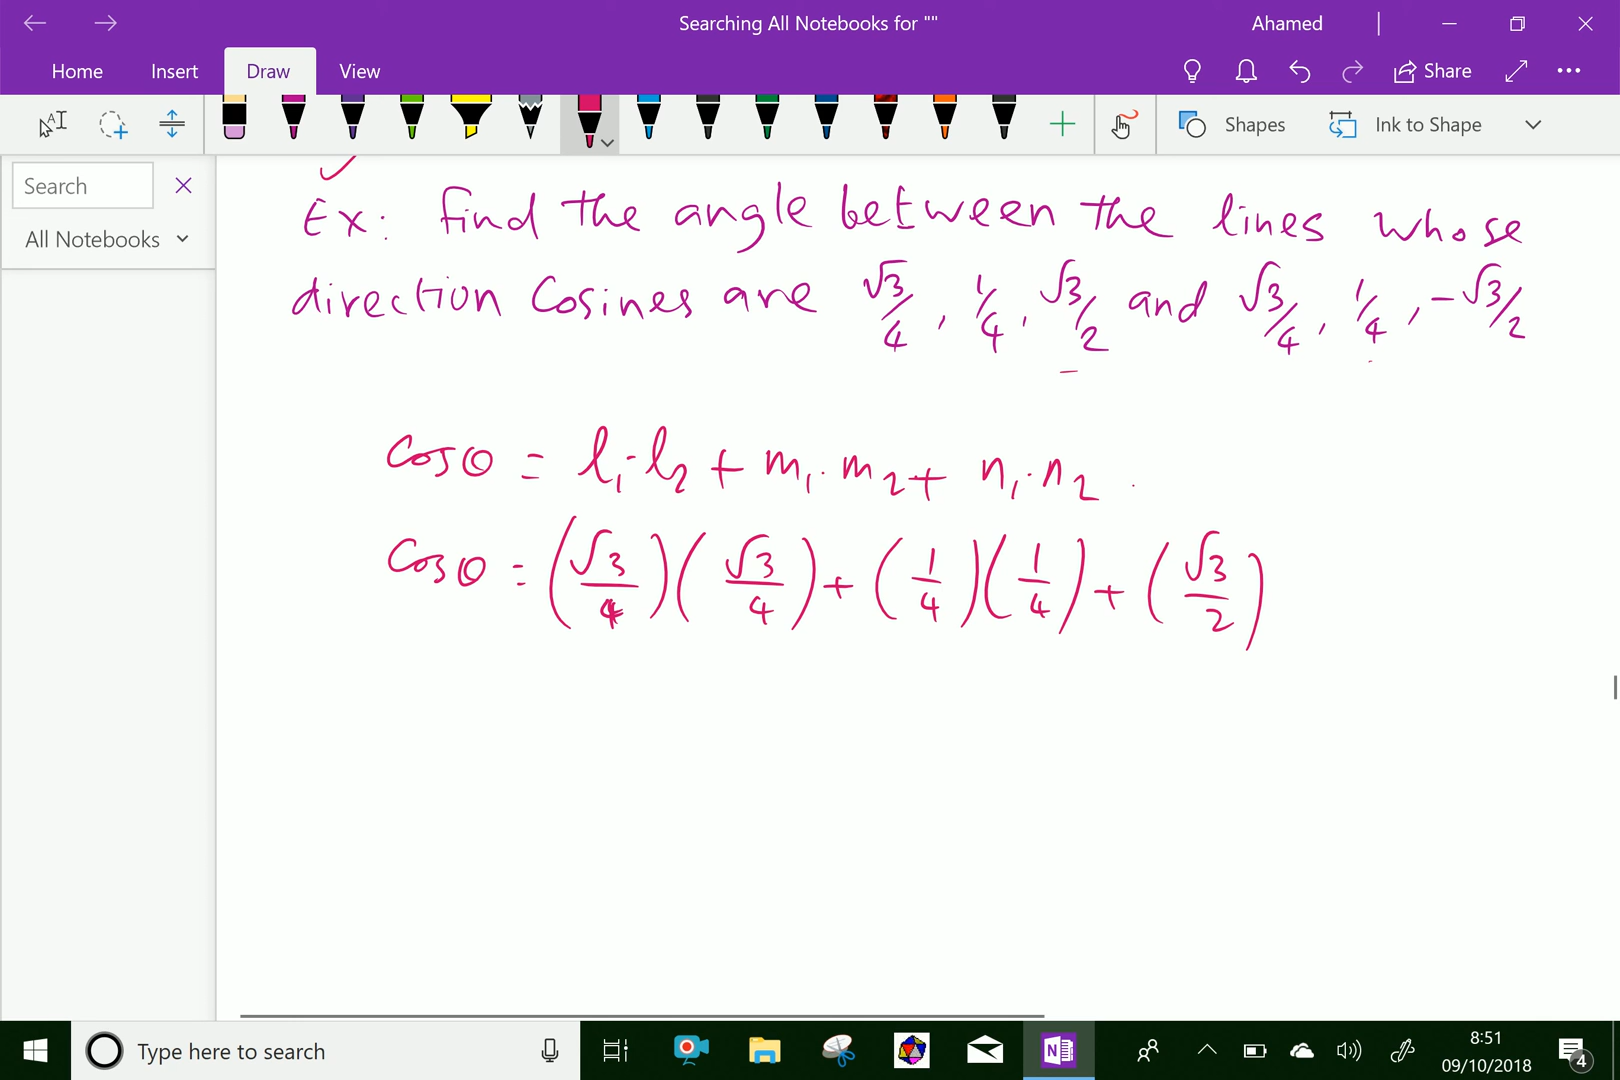 Searching All Notebooks for ""
Ahamed
Home Insert Draw View
Share
Shapes Ink to Shape
Search
All Notebooks
Ex: find the angle between the lines whose
direction Cosines are √3/4, 1/4, √3/2 and √3/4, 1/4, -√3/2
Cosθ = l₁·l₂ + m₁·m₂ + n₁·n₂
Cosθ = (√3/4)(√3/4) + (1/4)(1/4) + (√3/2)
Type here to search
8:51
09/10/2018
4